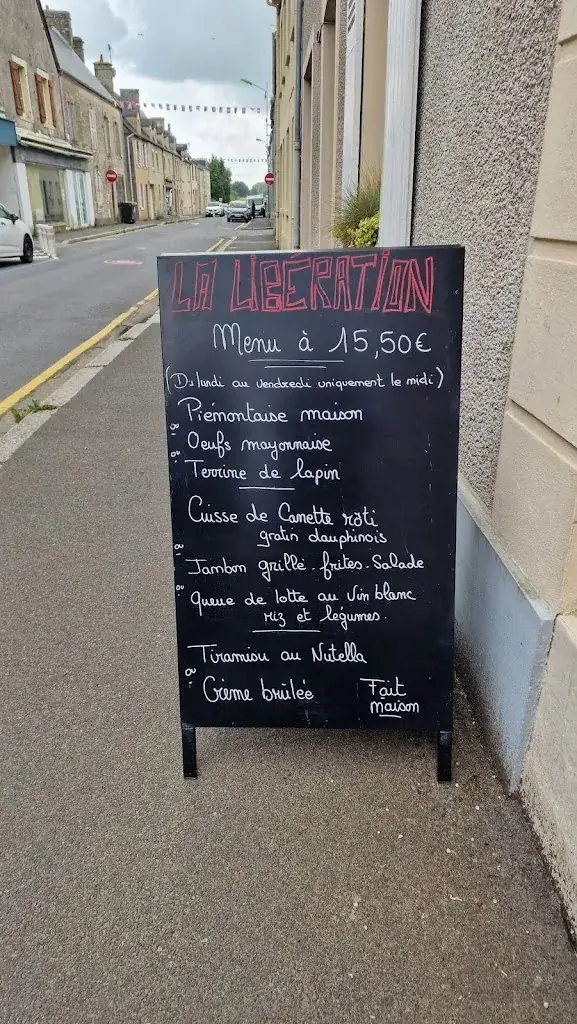 LA LIBÉRATION
Menu à 15,50€
(Du lundi au vendredi uniquement le midi)
Piémontaise maison
ou
Oeufs mayonnaise
ou
Terrine de lapin
Cuisse de Canette rôti
gratin dauphinois
ou
Jambon grillé - frites - Salade
ou
Queue de lotte au Vin blanc
riz et légumes.
Tiramisu au Nutella
ou
Crème brûlée
Fait
maison